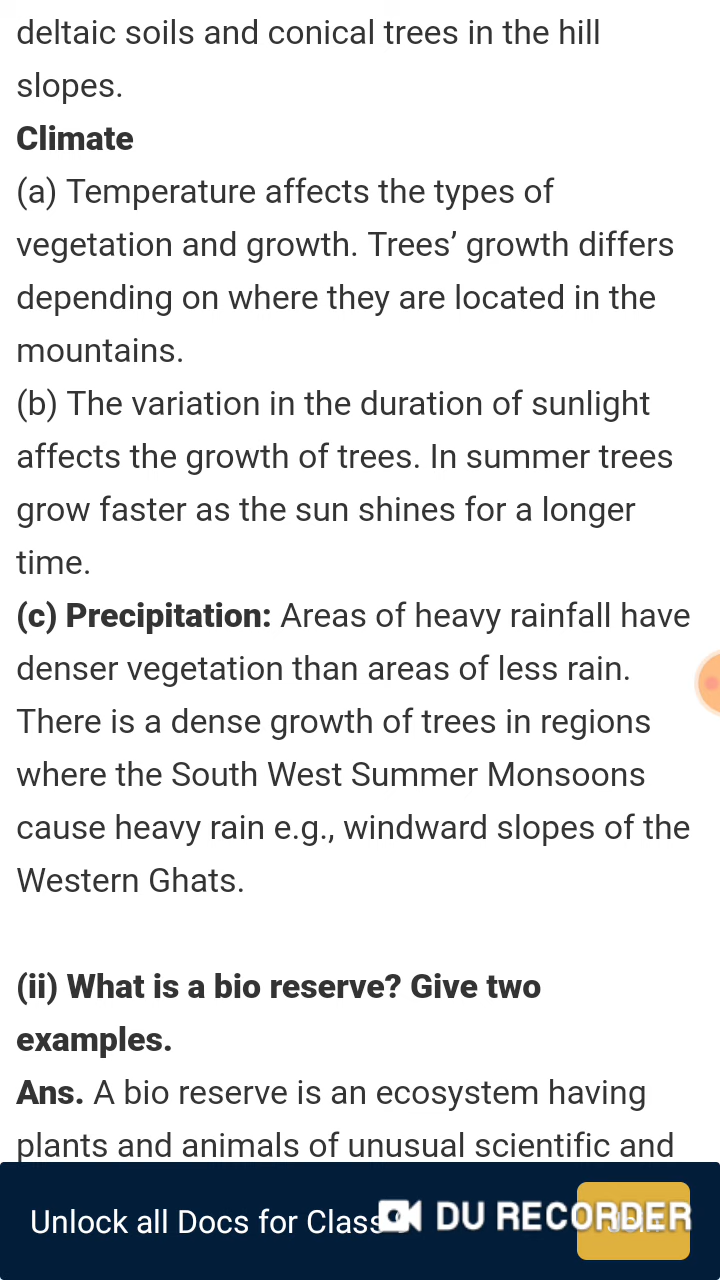 deltaic soils and conical trees in the hill
slopes.
Climate
(a) Temperature affects the types of
vegetation and growth. Trees’ growth differs
depending on where they are located in the
mountains.
(b) The variation in the duration of sunlight
affects the growth of trees. In summer trees
grow faster as the sun shines for a longer
time.
(c) Precipitation: Areas of heavy rainfall have
denser vegetation than areas of less rain.
There is a dense growth of trees in regions
where the South West Summer Monsoons
cause heavy rain e.g., windward slopes of the
Western Ghats.
(ii) What is a bio reserve? Give two
examples.
Ans. A bio reserve is an ecosystem having
plants and animals of unusual scientific and
Unlock all Docs for Class
DU RECORDER